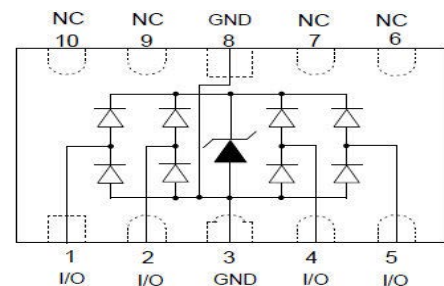 NC NC GND NC NC
10 9 8 7 6
1 2 3 4 5
I/O I/O GND I/O I/O